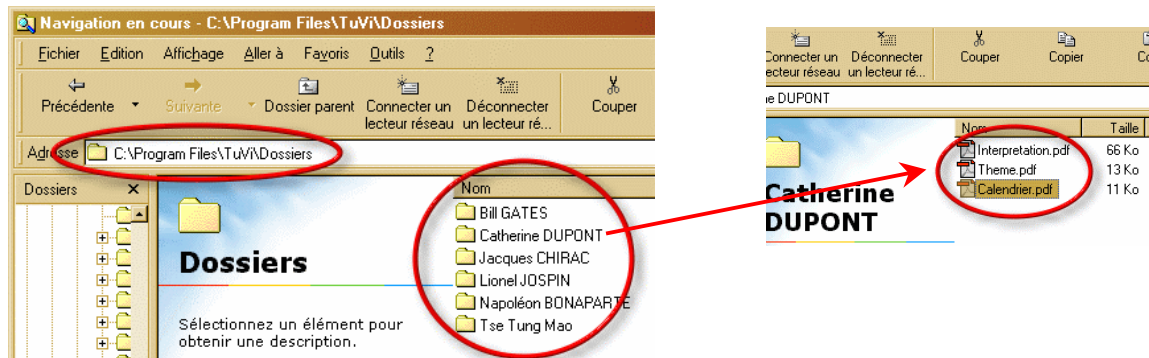 Navigation en cours - C:\Program Files\TuVi\Dossiers
Fichier Edition Affichage Aller à Favoris Outils ?
Précédente Suivante Dossier parent Connecter un lecteur réseau Déconnecter un lecteur ré... Couper
Adresse C:\Program Files\TuVi\Dossiers
Dossiers
Dossiers
Sélectionnez un élément pour
obtenir une description.
Nom
Bill GATES
Catherine DUPONT
Jacques CHIRAC
Lionel JOSPIN
Napoléon BONAPARTE
Tse Tung Mao
Connecter un Déconnecter Couper Copier
ecteur réseau un lecteur ré...
ne DUPONT
Catherine
DUPONT
Nom Taille
Interpretation.pdf 66 Ko
Theme.pdf 13 Ko
Calendrier.pdf 11 Ko